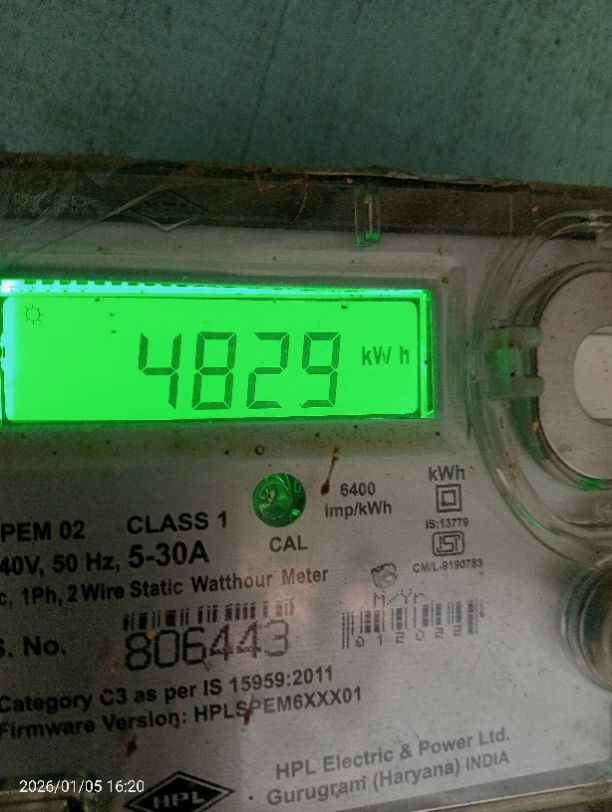 4829 kWh
kWh
6400
imp/kWh
IS:13779
CM/L-9190783
PEM 02 CLASS 1
CAL
40V, 50 Hz, 5-30A
c, 1Ph, 2 Wire Static Watthour Meter
M/Yr
012022
S. No.
806443
Category C3 as per IS 15959:2011
Firmware Version: HPLSPEM6XXX01
HPL Electric & Power Ltd.
Gurugram (Haryana) INDIA
HPL
2026/01/05 16:20